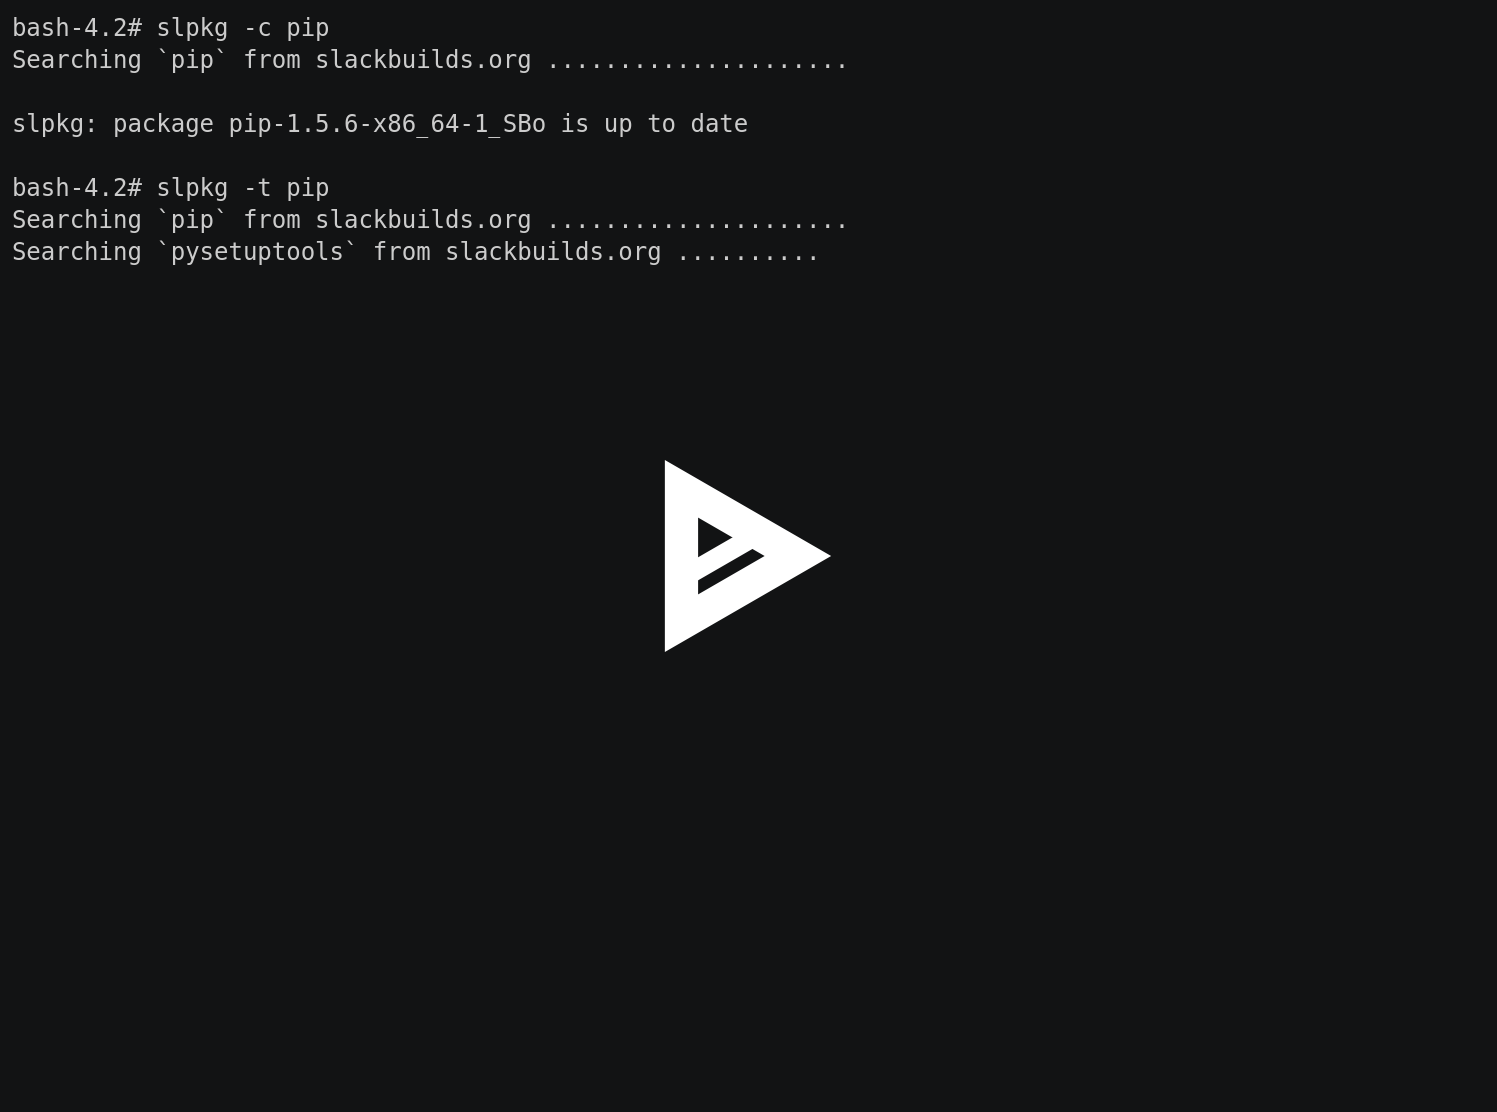 bash-4.2# slpkg -c pip
Searching `pip` from slackbuilds.org .....................
slpkg: package pip-1.5.6-x86_64-1_SBo is up to date
bash-4.2# slpkg -t pip
Searching `pip` from slackbuilds.org .....................
Searching `pysetuptools` from slackbuilds.org ..........